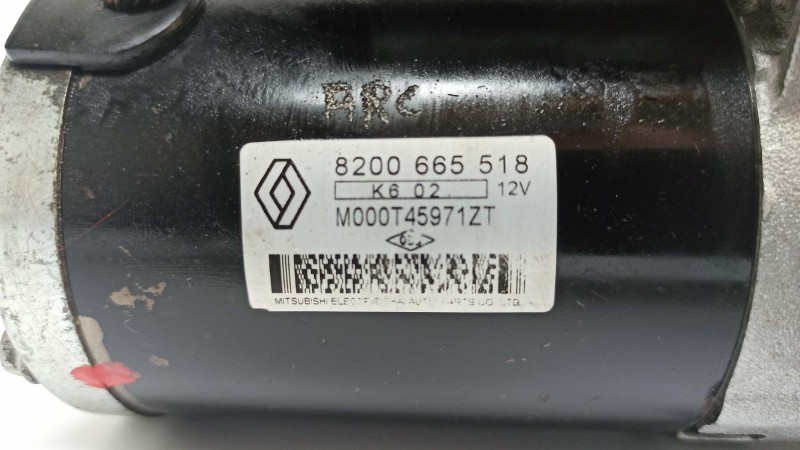 ARC
8200 665 518
K6 02. 12V
M000T45971ZT
MITSUBISHI ELECTRIC THAI AUTO-PARTS CO.,LTD.